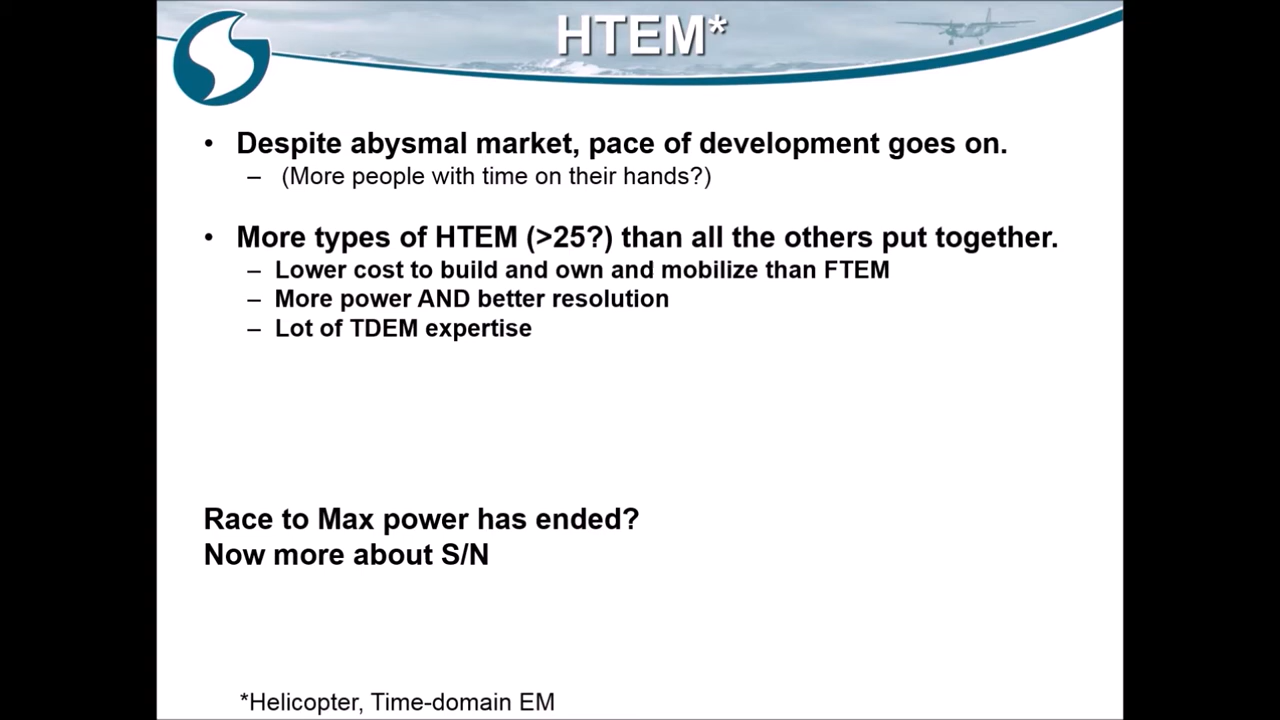 HTEM*
• Despite abysmal market, pace of development goes on.
– (More people with time on their hands?)
• More types of HTEM (>25?) than all the others put together.
– Lower cost to build and own and mobilize than FTEM
– More power AND better resolution
– Lot of TDEM expertise
Race to Max power has ended?
Now more about S/N
*Helicopter, Time-domain EM